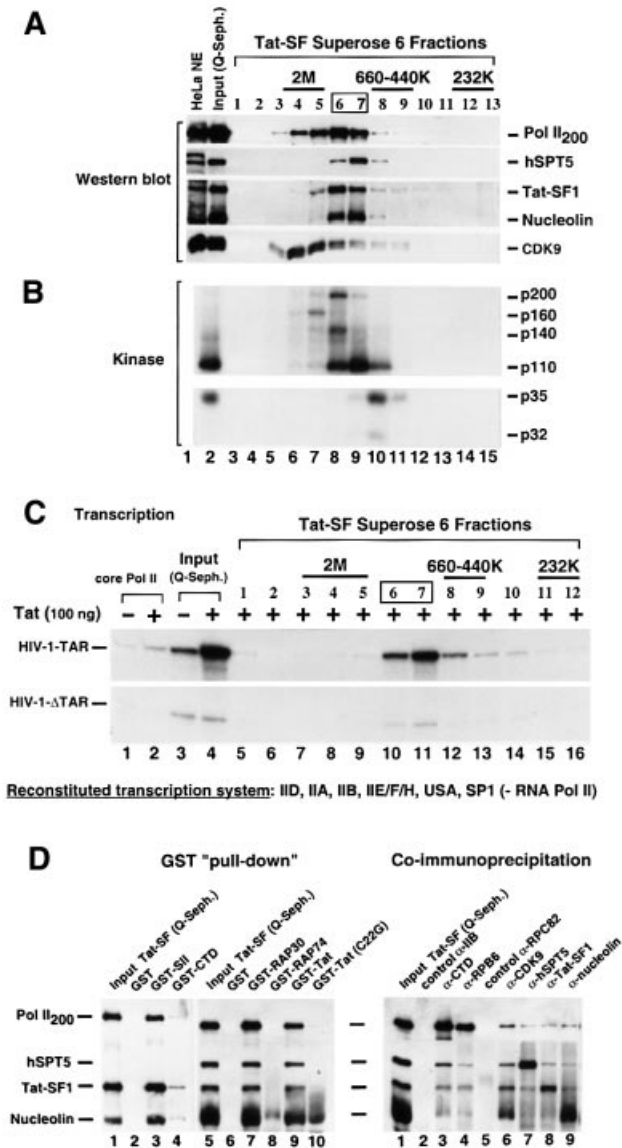 A
Tat-SF Superose 6 Fractions
HeLa NE
Input (Q-Seph.)
2M 660-440K 232K
1 2 3 4 5 6 7 8 9 10 11 12 13
Western blot
Pol II200
hSPT5
Tat-SF1
Nucleolin
CDK9
B
Kinase
p200
p160
p140
p110
p35
p32
1 2 3 4 5 6 7 8 9 10 11 12 13 14 15
C
Transcription
Tat-SF Superose 6 Fractions
core Pol II
Input
(Q-Seph.)
2M 660-440K 232K
1 2 3 4 5 6 7 8 9 10 11 12
Tat (100 ng) − + − + + + + + + + + + + + + +
HIV-1-TAR
HIV-1-ΔTAR
1 2 3 4 5 6 7 8 9 10 11 12 13 14 15 16
Reconstituted transcription system: IID, IIA, IIB, IIE/F/H, USA, SP1 (- RNA Pol II)
D
GST "pull-down"
Co-immunoprecipitation
Input Tat-SF (Q-Seph.)
GST
GST-SII
GST-CTD
Input Tat-SF (Q-Seph.)
GST
GST-RAP30
GST-RAP74
GST-Tat
GST-Tat (C22G)
Input Tat-SF (Q-Seph.)
control α-IIB
α-CTD
α-RPB6
control α-RPC82
α-CDK9
α-hSPT5
α-Tat-SF1
α-nucleolin
Pol II200
hSPT5
Tat-SF1
Nucleolin
1 2 3 4 5 6 7 8 9 10
1 2 3 4 5 6 7 8 9